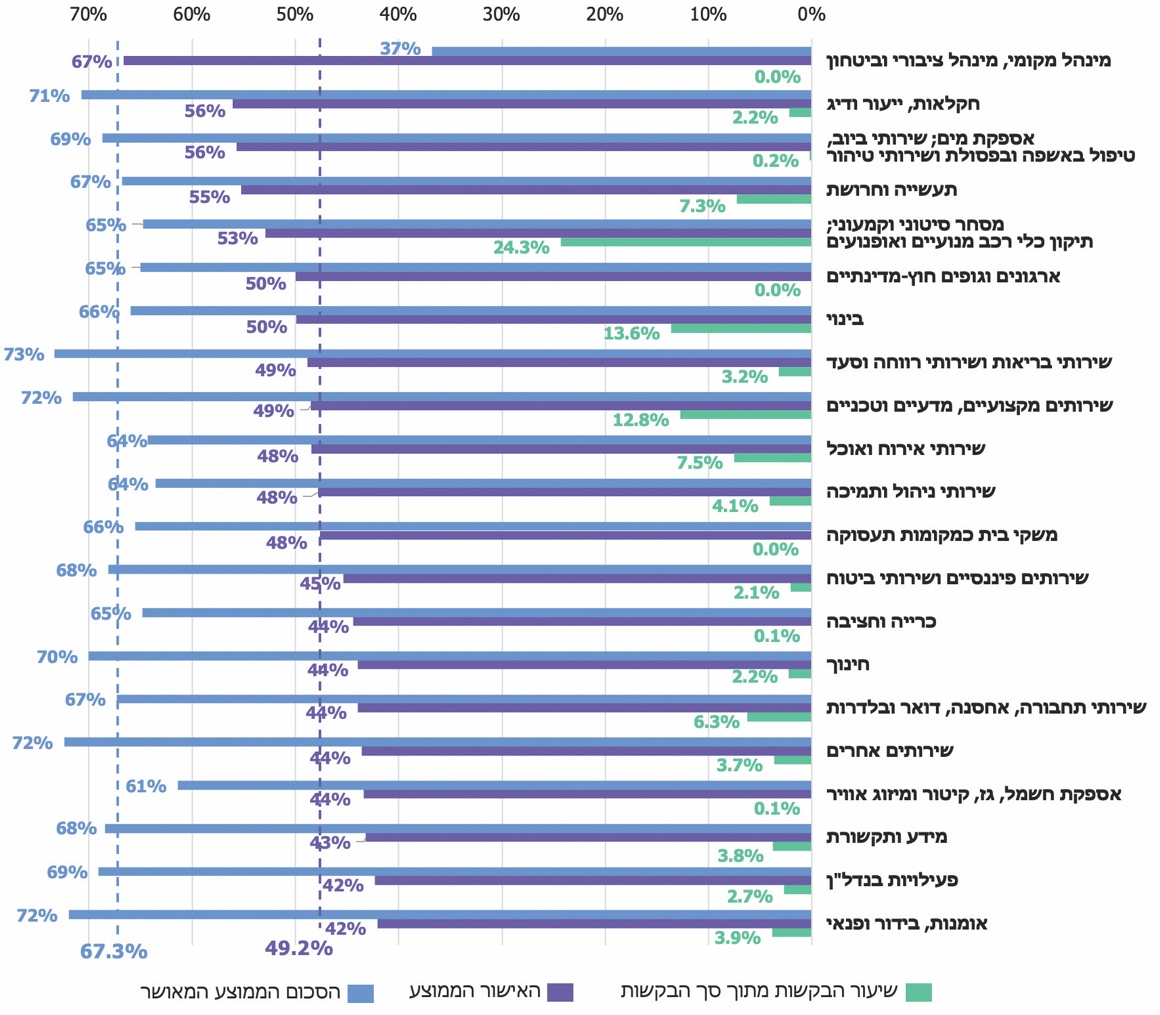 70% 60% 50% 40% 30% 20% 10% 0%
מינהל מקומי, מינהל ציבורי וביטחון
37%
67%
0.0%
חקלאות, ייעור ודיג
71%
56%
2.2%
אספקת מים; שירותי ביוב,
טיפול באשפה ובפסולת ושירותי טיהור
69%
56%
0.2%
תעשייה וחרושת
67%
55%
7.3%
מסחר סיטוני וקמעוני;
תיקון כלי רכב מנועיים ואופנועים
65%
53%
24.3%
ארגונים וגופים חוץ-מדינתיים
65%
50%
0.0%
בינוי
66%
50%
13.6%
שירותי בריאות ושירותי רווחה וסעד
73%
49%
3.2%
שירותים מקצועיים, מדעיים וטכניים
72%
49%
12.8%
שירותי אירוח ואוכל
64%
48%
7.5%
שירותי ניהול ותמיכה
64%
48%
4.1%
משקי בית כמקומות תעסוקה
66%
48%
0.0%
שירותים פיננסיים ושירותי ביטוח
68%
45%
2.1%
כרייה וחציבה
65%
44%
0.1%
חינוך
70%
44%
2.2%
שירותי תחבורה, אחסנה, דואר ובלדרות
67%
44%
6.3%
שירותים אחרים
72%
44%
3.7%
אספקת חשמל, גז, קיטור ומיזוג אוויר
61%
44%
0.1%
מידע ותקשורת
68%
43%
3.8%
פעילויות בנדל"ן
69%
42%
2.7%
אומנות, בידור ופנאי
72%
42%
3.9%
67.3%
49.2%
שיעור הבקשות מתוך סך הבקשות
האישור הממוצע
הסכום הממוצע המאושר